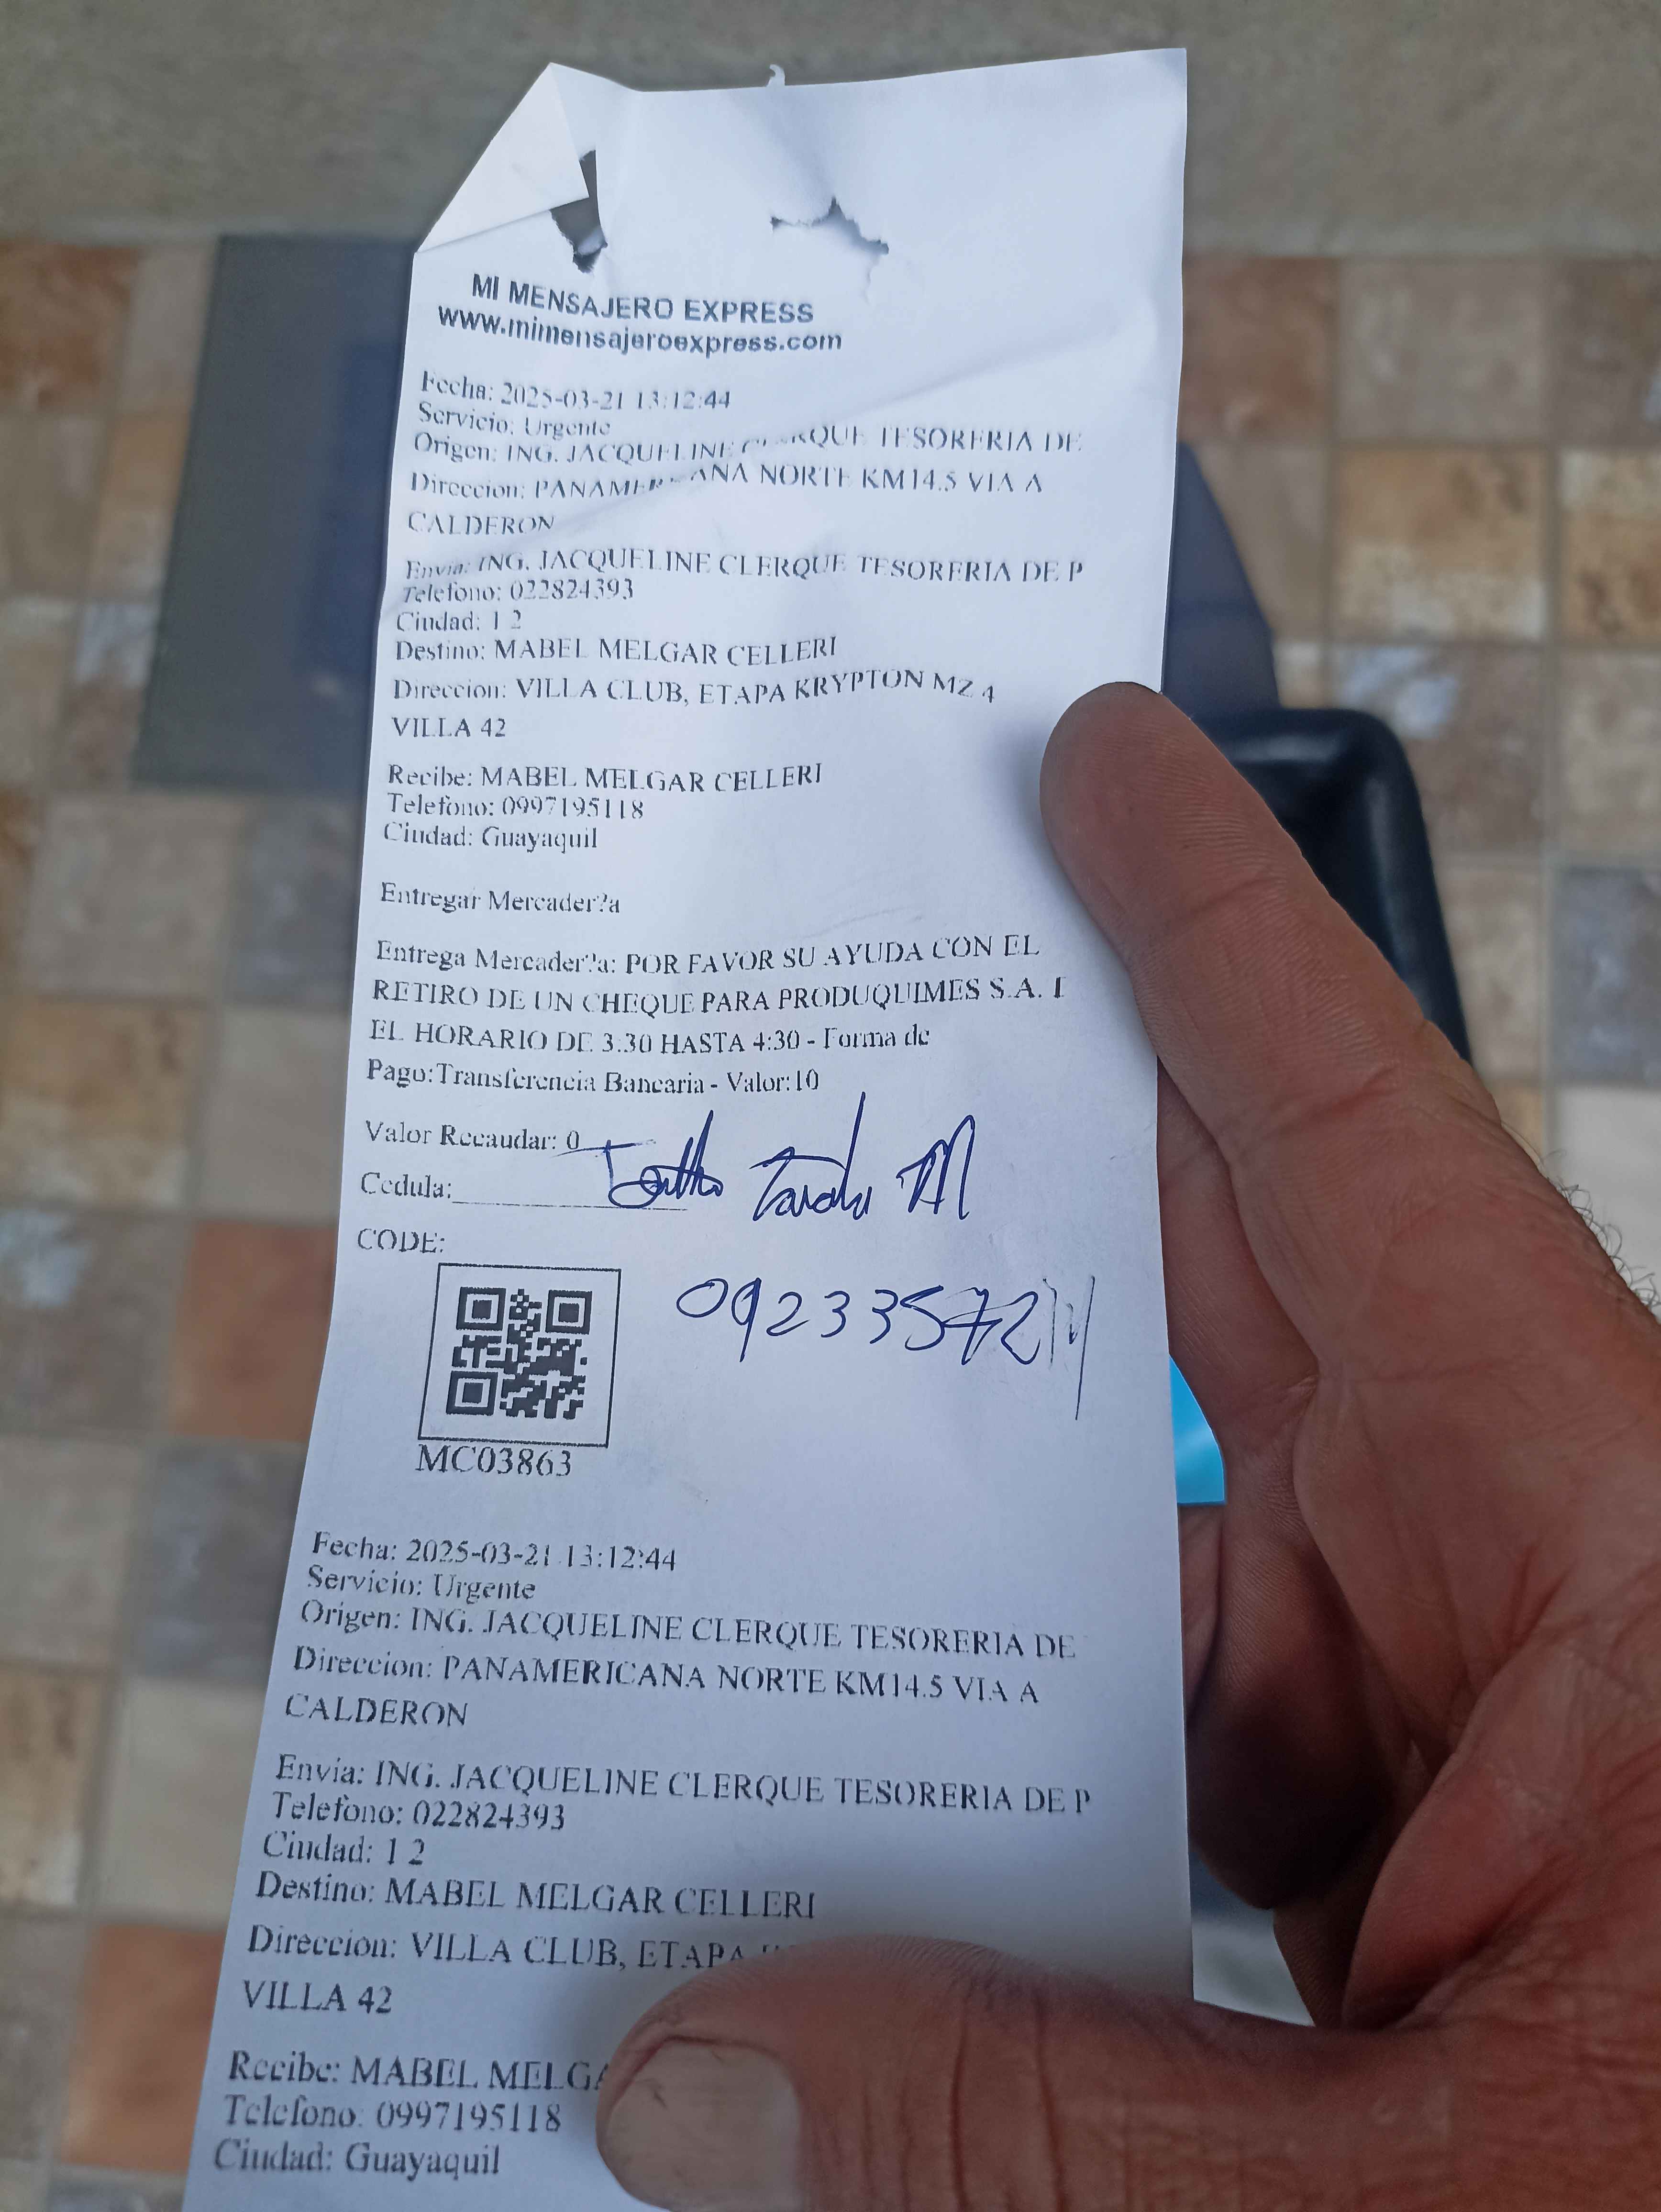 MI MENSAJERO EXPRESS
www.mimensajeroexpress.com
Fecha: 2025-03-21 13:12:44
Servicio: Urgente
Origen: ING. JACQUELINE CLERQUE TESORERIA DE
Direccion: PANAMERICANA NORTE KM14.5 VIA A
CALDERON
Envia: ING. JACQUELINE CLERQUE TESORERIA DE P
Telefono: 022824393
Ciudad: 1 2
Destino: MABEL MELGAR CELLERI
Direccion: VILLA CLUB, ETAPA KRYPTON MZ 4
VILLA 42
Recibe: MABEL MELGAR CELLERI
Telefono: 0997195118
Ciudad: Guayaquil
Entregar Mercader?a
Entrega Mercader?a: POR FAVOR SU AYUDA CON EL
RETIRO DE UN CHEQUE PARA PRODUQUIMES S.A. E
EL HORARIO DE 3:30 HASTA 4:30 - Forma de
Pago:Transferencia Bancaria - Valor:10
Valor Recaudar: 0
Cedula:
CODE:
MC03863
Fecha: 2025-03-21 13:12:44
Servicio: Urgente
Origen: ING. JACQUELINE CLERQUE TESORERIA DE
Direccion: PANAMERICANA NORTE KM14.5 VIA A
CALDERON
Envia: ING. JACQUELINE CLERQUE TESORERIA DE P
Telefono: 022824393
Ciudad: 1 2
Destino: MABEL MELGAR CELLERI
Direccion: VILLA CLUB, ETAPA
VILLA 42
Recibe: MABEL MELGA
Telefono: 0997195118
Ciudad: Guayaquil